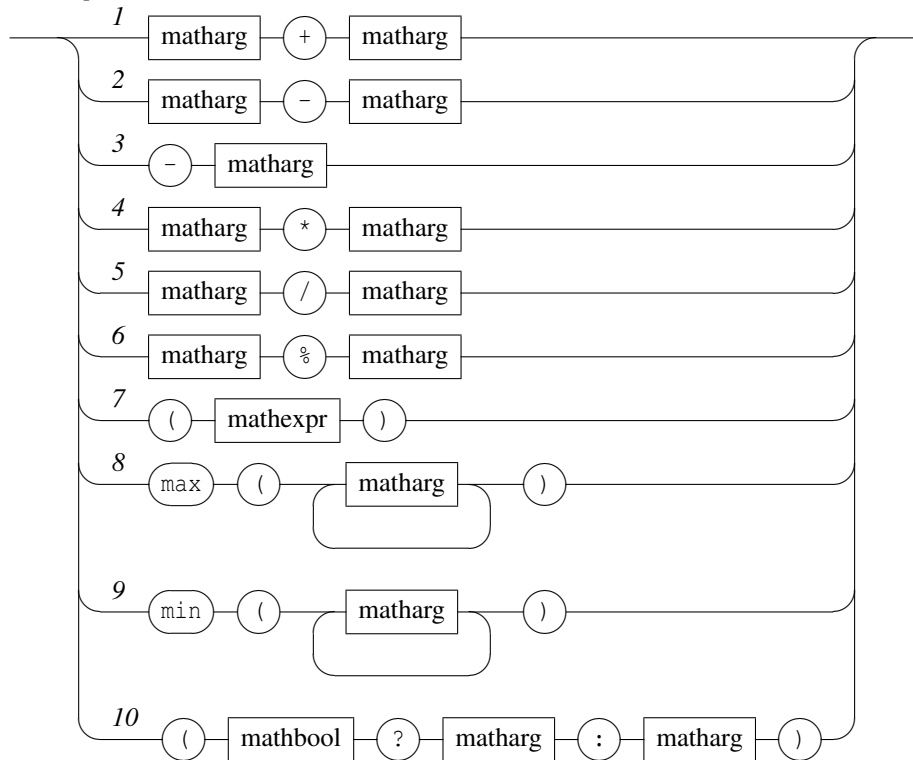 1 matharg + matharg
2 matharg - matharg
3 - matharg
4 matharg * matharg
5 matharg / matharg
6 matharg % matharg
7 ( mathexpr )
8 max ( matharg )
9 min ( matharg )
10 ( mathbool ? matharg : matharg )